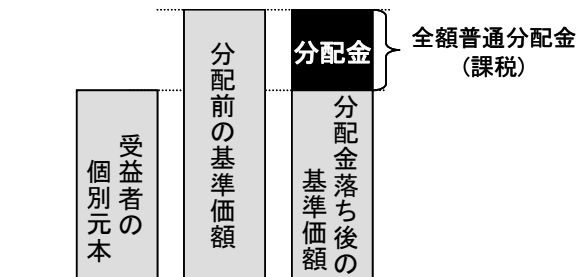 受益者の
個別元本
分配前の基準価額
分配金
分配金落ち後の
基準価額
全額普通分配金
(課税)